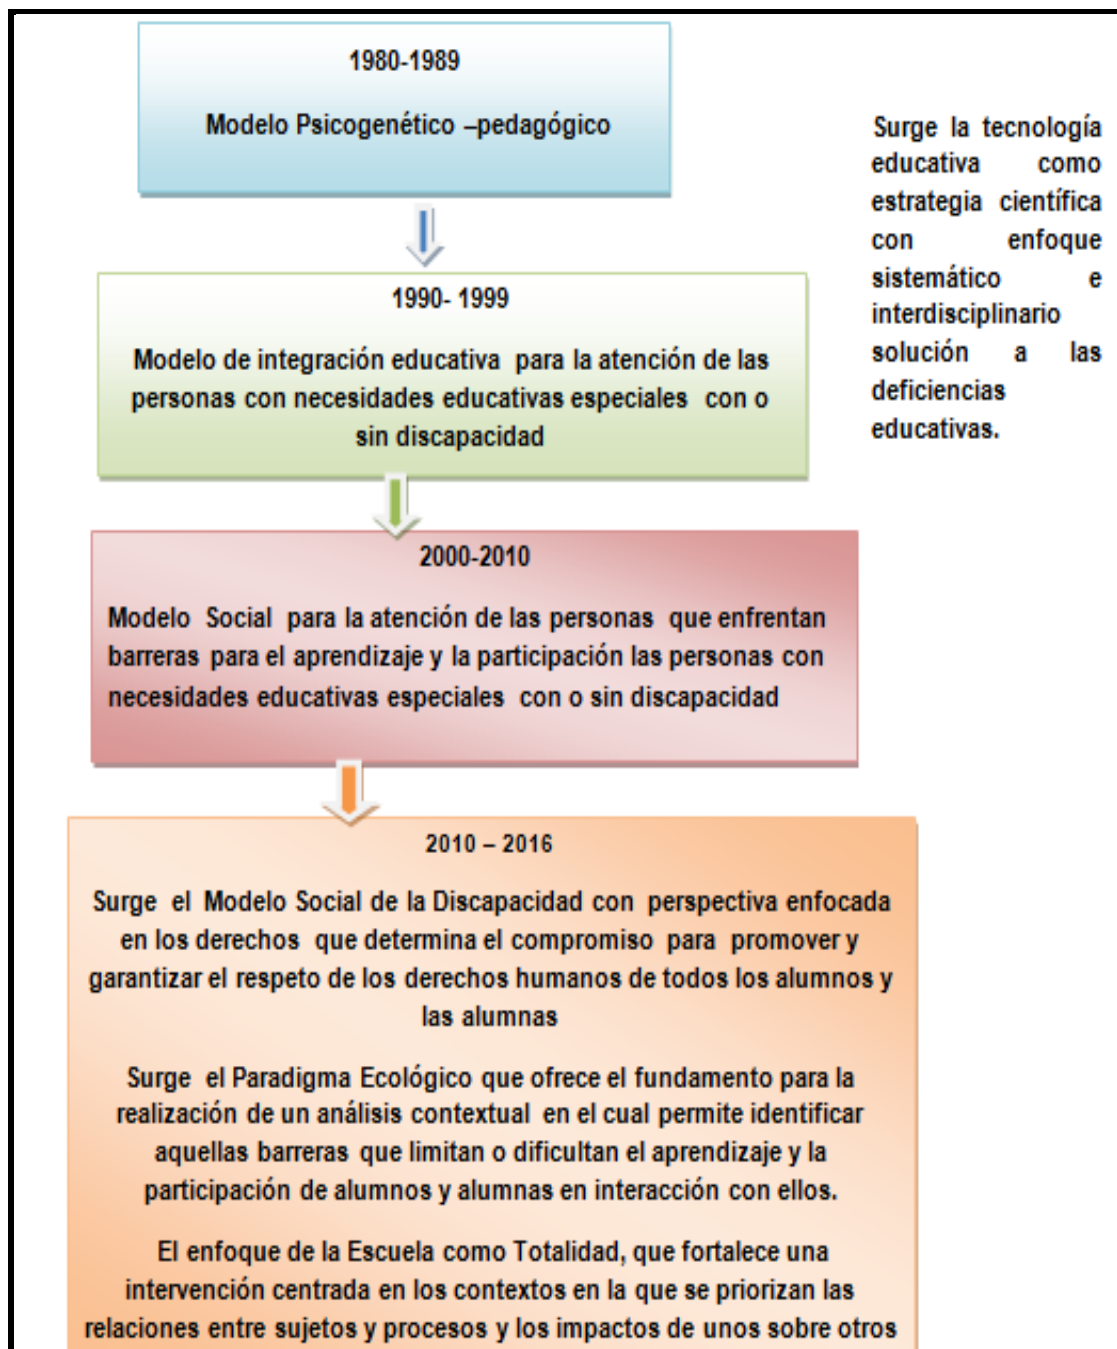 1980-1989
Modelo Psicogenético –pedagógico
Surge la tecnología
educativa como
estrategia científica
con enfoque
sistemático e
interdisciplinario
solución a las
deficiencias
educativas.
1990- 1999
Modelo de integración educativa para la atención de las
personas con necesidades educativas especiales con o
sin discapacidad
2000-2010
Modelo Social para la atención de las personas que enfrentan
barreras para el aprendizaje y la participación las personas con
necesidades educativas especiales con o sin discapacidad
2010 – 2016
Surge el Modelo Social de la Discapacidad con perspectiva enfocada
en los derechos que determina el compromiso para promover y
garantizar el respeto de los derechos humanos de todos los alumnos y
las alumnas
Surge el Paradigma Ecológico que ofrece el fundamento para la
realización de un análisis contextual en el cual permite identificar
aquellas barreras que limitan o dificultan el aprendizaje y la
participación de alumnos y alumnas en interacción con ellos.
El enfoque de la Escuela como Totalidad, que fortalece una
intervención centrada en los contextos en la que se priorizan las
relaciones entre sujetos y procesos y los impactos de unos sobre otros